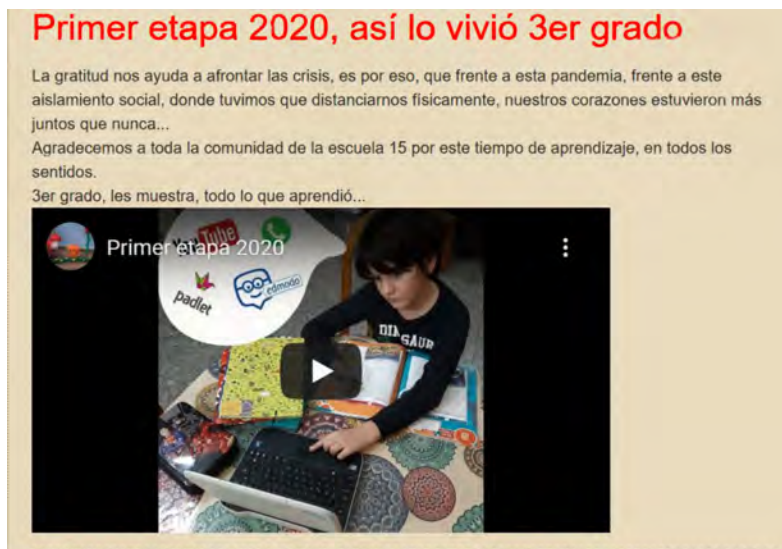 Primer etapa 2020, así lo vivió 3er grado
La gratitud nos ayuda a afrontar las crisis, es por eso, que frente a esta pandemia, frente a este
aislamiento social, donde tuvimos que distanciarnos físicamente, nuestros corazones estuvieron más
juntos que nunca...
Agradecemos a toda la comunidad de la escuela 15 por este tiempo de aprendizaje, en todos los
sentidos.
3er grado, les muestra, todo lo que aprendió...
Primer etapa 2020
YouTube
padlet
edmodo